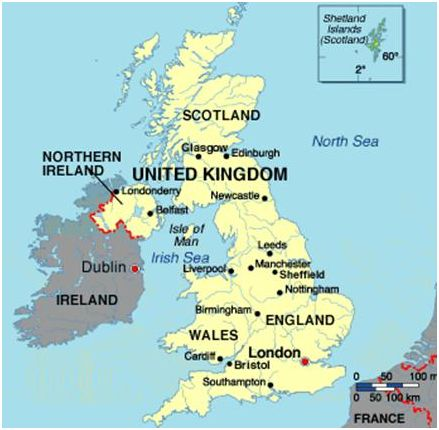 Shetland
Islands
(Scotland)
60°
2°
SCOTLAND
North Sea
Glasgow
Edinburgh
NORTHERN
IRELAND
UNITED KINGDOM
Londonderry
Newcastle
Belfast
Isle of
Man
Leeds
Irish Sea
Dublin
Liverpool
Manchester
Sheffield
Nottingham
IRELAND
Birmingham
ENGLAND
WALES
London
Cardiff
Bristol
Southampton
0 50 100 m
0 50 100 km
FRANCE